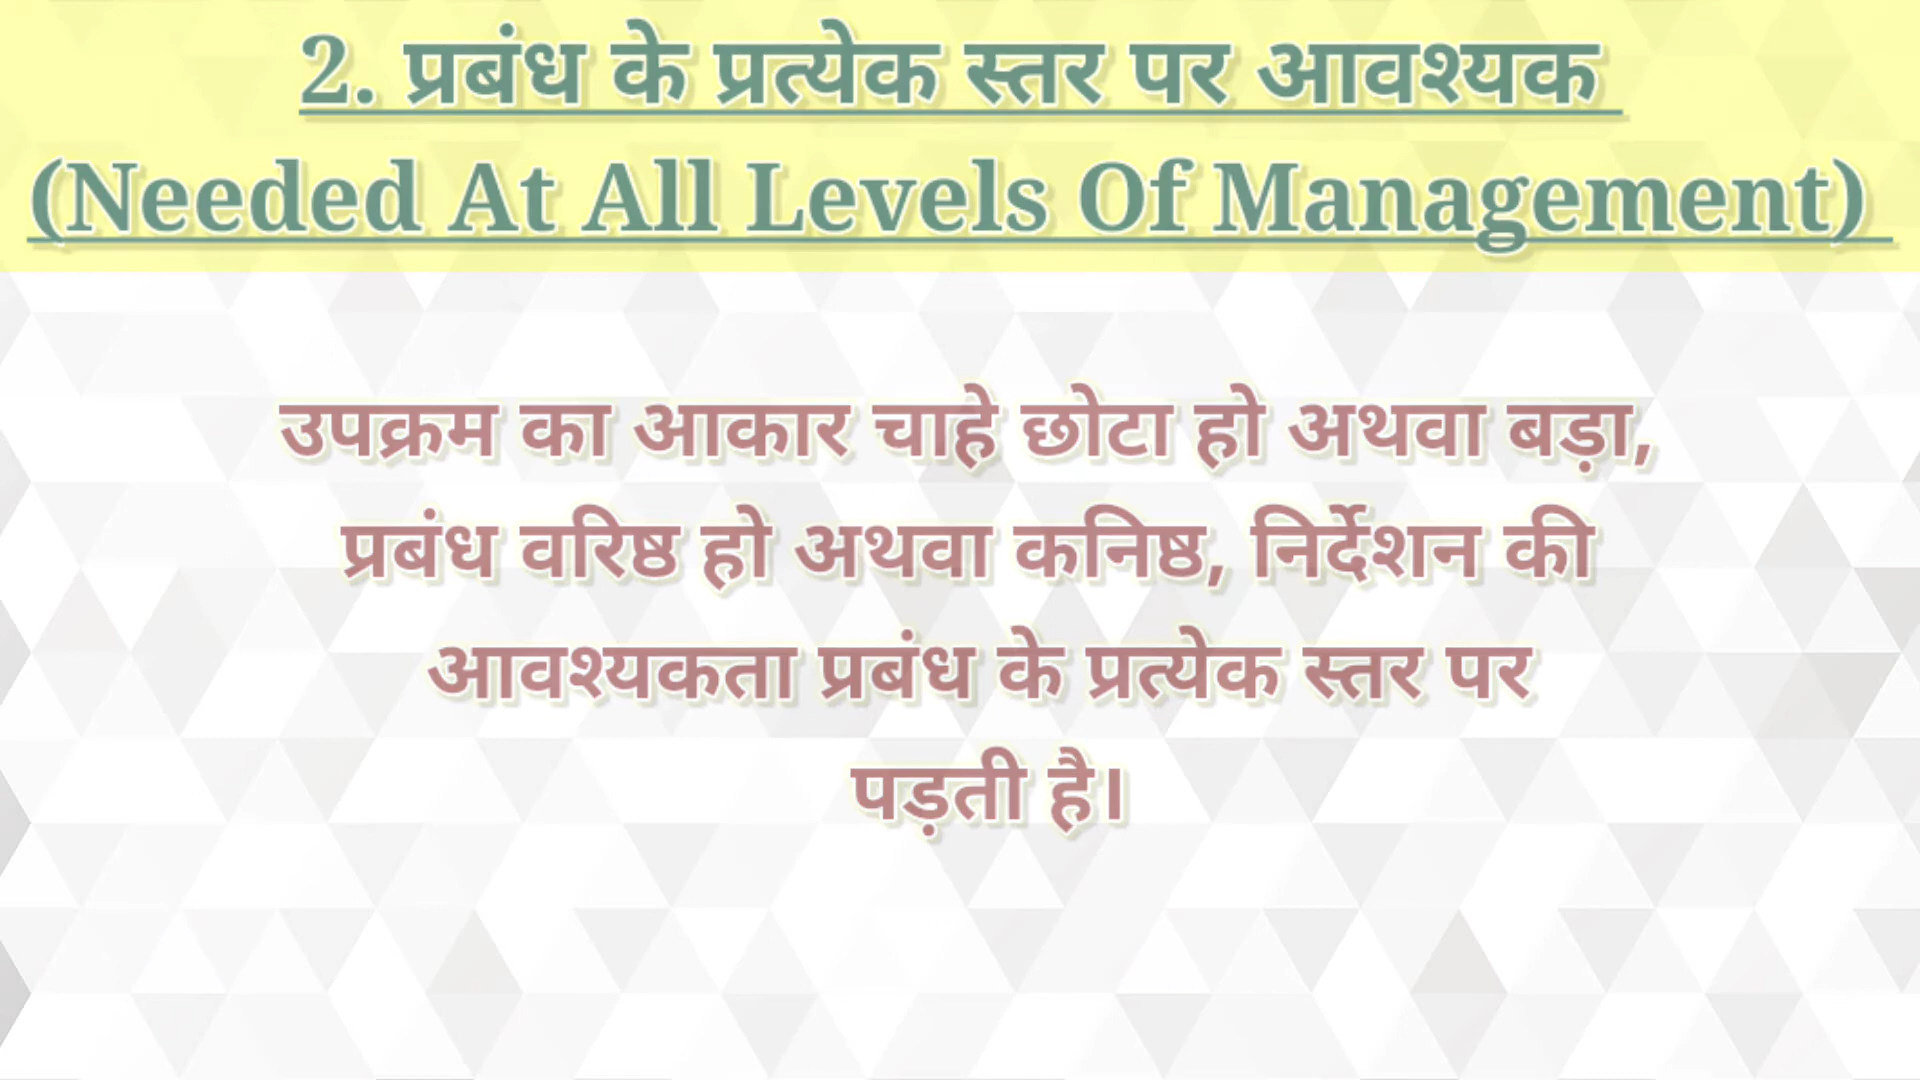 2. प्रबंध के प्रत्येक स्तर पर आवश्यक
(Needed At All Levels Of Management)
उपक्रम का आकार चाहे छोटा हो अथवा बड़ा,
प्रबंध वरिष्ठ हो अथवा कनिष्ठ, निर्देशन की
आवश्यकता प्रबंध के प्रत्येक स्तर पर
पड़ती है।